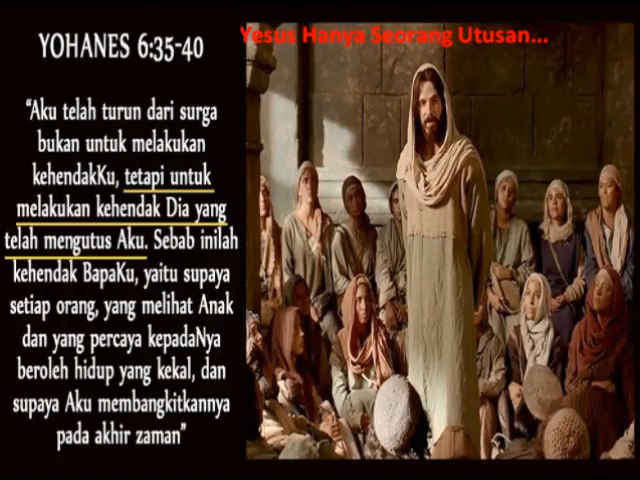 YOHANES 6:35-40
Yesus Hanya Seorang Utusan...
“Aku telah turun dari surga
bukan untuk melakukan
kehendakKu, tetapi untuk
melakukan kehendak Dia yang
telah mengutus Aku. Sebab inilah
kehendak BapaKu, yaitu supaya
setiap orang, yang melihat Anak
dan yang percaya kepadaNya
beroleh hidup yang kekal, dan
supaya Aku membangkitkannya
pada akhir zaman”